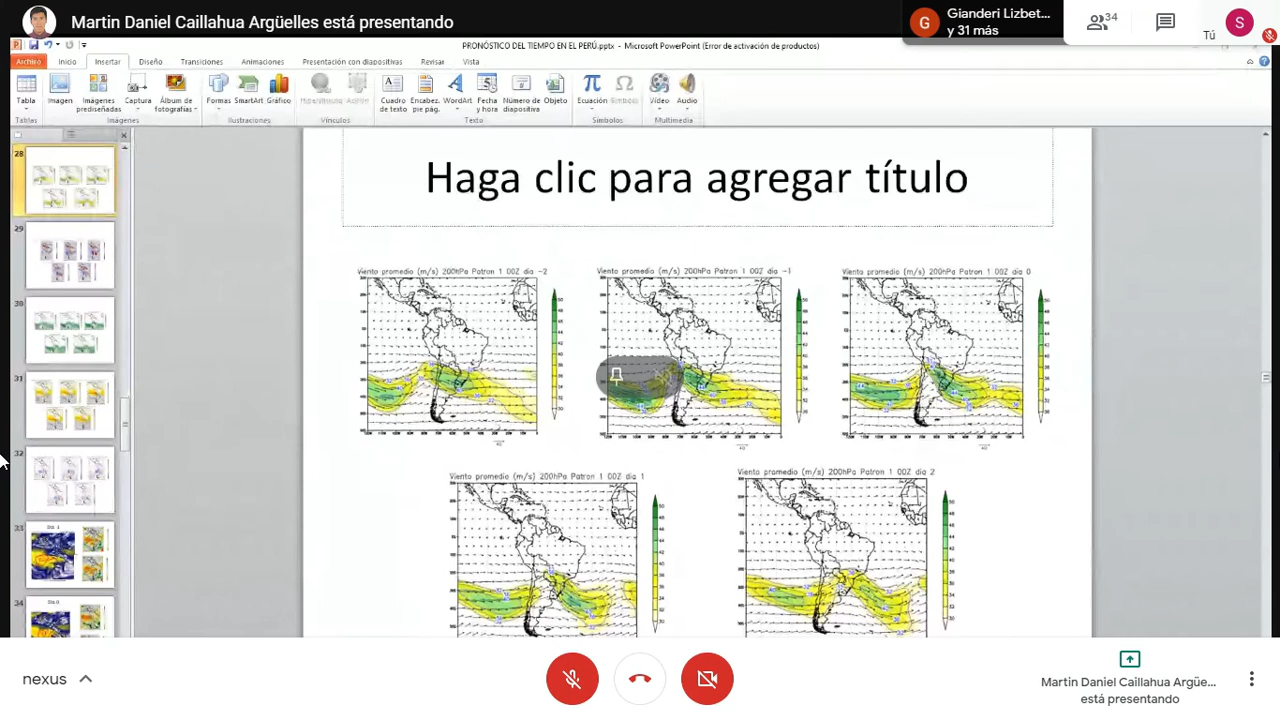 Martin Daniel Caillahua Argüelles está presentando
G
Gianderi Lizbet...
y 31 más
34
Tú
S
PRONÓSTICO DEL TIEMPO EN EL PERÚ.pptx - Microsoft PowerPoint (Error de activación de productos)
Archivo Inicio Insertar Diseño Transiciones Animaciones Presentación con diapositivas Revisar Vista
Tabla Imagen Imágenes prediseñadas Captura Álbum de fotografías Formas SmartArt Gráfico Hipervínculo Acción Cuadro de texto Encabez. pie pág. WordArt Fecha y hora Número de diapositiva Objeto Ecuación Símbolo Vídeo Audio
Tablas Imágenes Ilustraciones Vínculos Texto Símbolos Multimedia
28
29
30
31
32
33
34
Haga clic para agregar título
Viento promedio (m/s) 200hPa Patron 1 00Z dia -2
Viento promedio (m/s) 200hPa Patron 1 00Z dia -1
Viento promedio (m/s) 200hPa Patron 1 00Z dia 0
Viento promedio (m/s) 200hPa Patron 1 00Z dia 1
Viento promedio (m/s) 200hPa Patron 1 00Z dia 2
nexus
Martin Daniel Caillahua Argüe...
está presentando